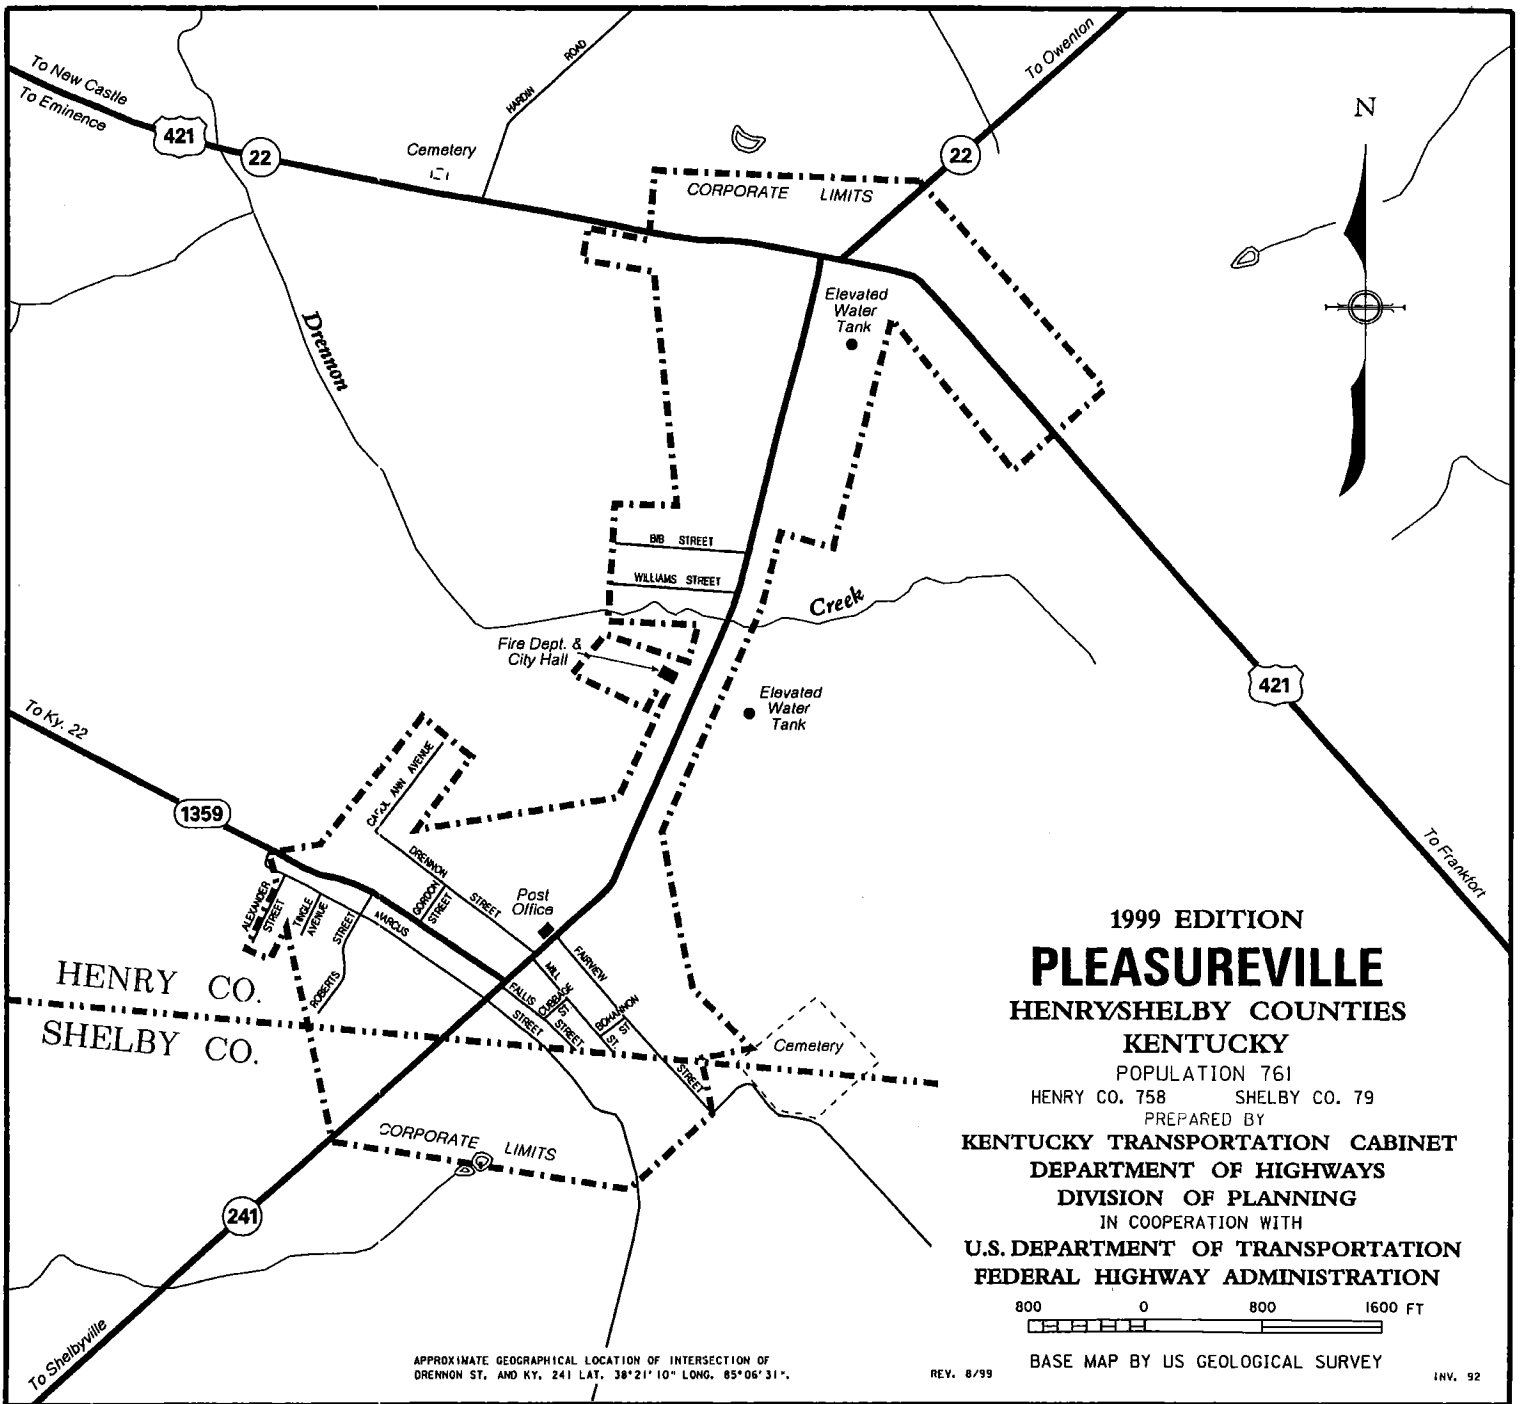 To New Castle
To Eminence
421
22
Cemetery
HARDIN ROAD
To Owenton
22
N
CORPORATE LIMITS
Drennon
Elevated
Water
Tank
BIB STREET
WILLIAMS STREET
Creek
Fire Dept. &
City Hall
Elevated
Water
Tank
421
To Ky. 22
1359
CAROL ANN AVENUE
DRENNON STREET
GORDON
STREET
Post
Office
ALEXANDER
STREET
TINGLE
AVENUE
ROBERTS STREET
MARCUS
FALLIS STREET
STREET
MILL
CUBBAGE
ST
FAIRVIEW
BOHANNON
ST
ST.
STREET
To Frankfort
HENRY CO.
SHELBY CO.
Cemetery
CORPORATE LIMITS
241
To Shelbyville
1999 EDITION
PLEASUREVILLE
HENRY/SHELBY COUNTIES
KENTUCKY
POPULATION 761
HENRY CO. 758 SHELBY CO. 79
PREPARED BY
KENTUCKY TRANSPORTATION CABINET
DEPARTMENT OF HIGHWAYS
DIVISION OF PLANNING
IN COOPERATION WITH
U.S. DEPARTMENT OF TRANSPORTATION
FEDERAL HIGHWAY ADMINISTRATION
800 0 800 1600 FT
BASE MAP BY US GEOLOGICAL SURVEY
APPROXIMATE GEOGRAPHICAL LOCATION OF INTERSECTION OF
DRENNON ST. AND KY. 241 LAT. 38°21'10" LONG. 85°06'31".
REV. 8/99
INV. 92